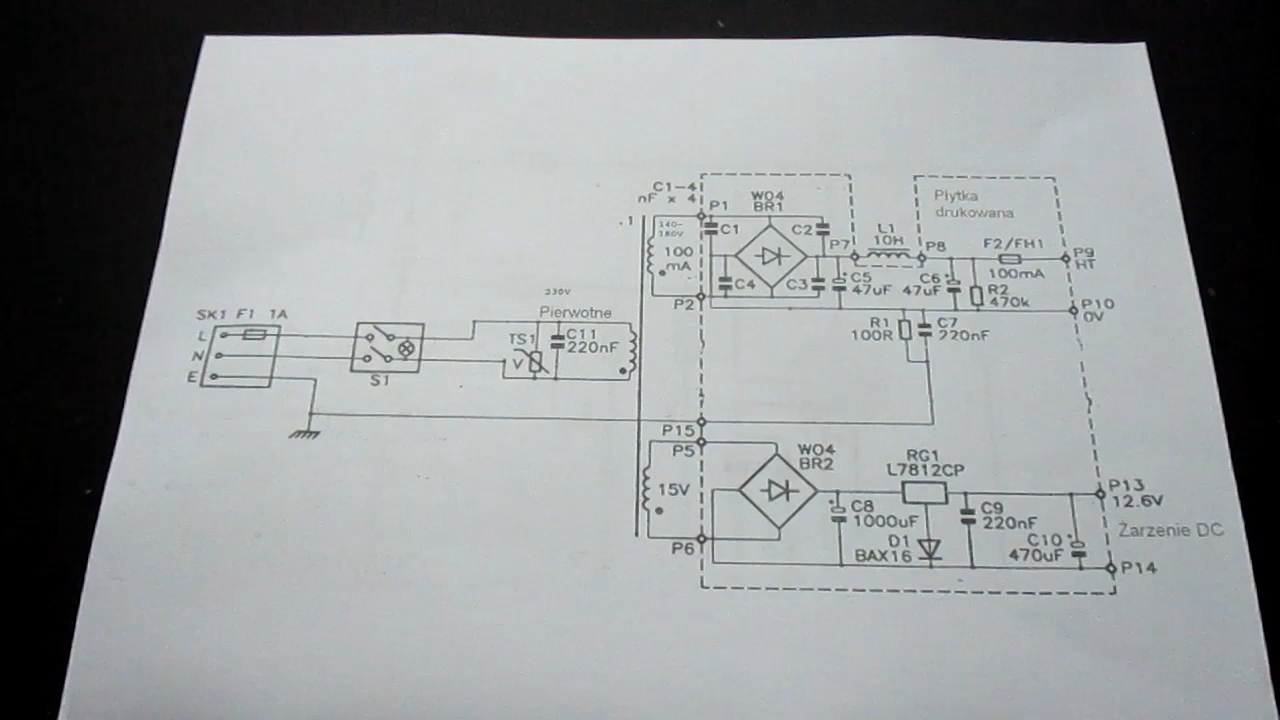 C1-4
nF x 4
P1
W04
BR1
Płytka
drukowana
.1
140-
180V
C1
C2
P7
L1
10H
P8
F2/FH1
P9
HT
100
mA
C4
C3
C5
47uF
C6
47uF
100mA
R2
470k
P2
P10
0V
230V
Pierwotne
SK1 F1 1A
L
N
E
S1
TS1
V
C11
220nF
R1
100R
C7
220nF
P15
P5
W04
BR2
RG1
L7812CP
15V
P13
12.6V
C8
1000uF
C9
220nF
Żarzenie DC
D1
BAX16
C10
470uF
P6
P14